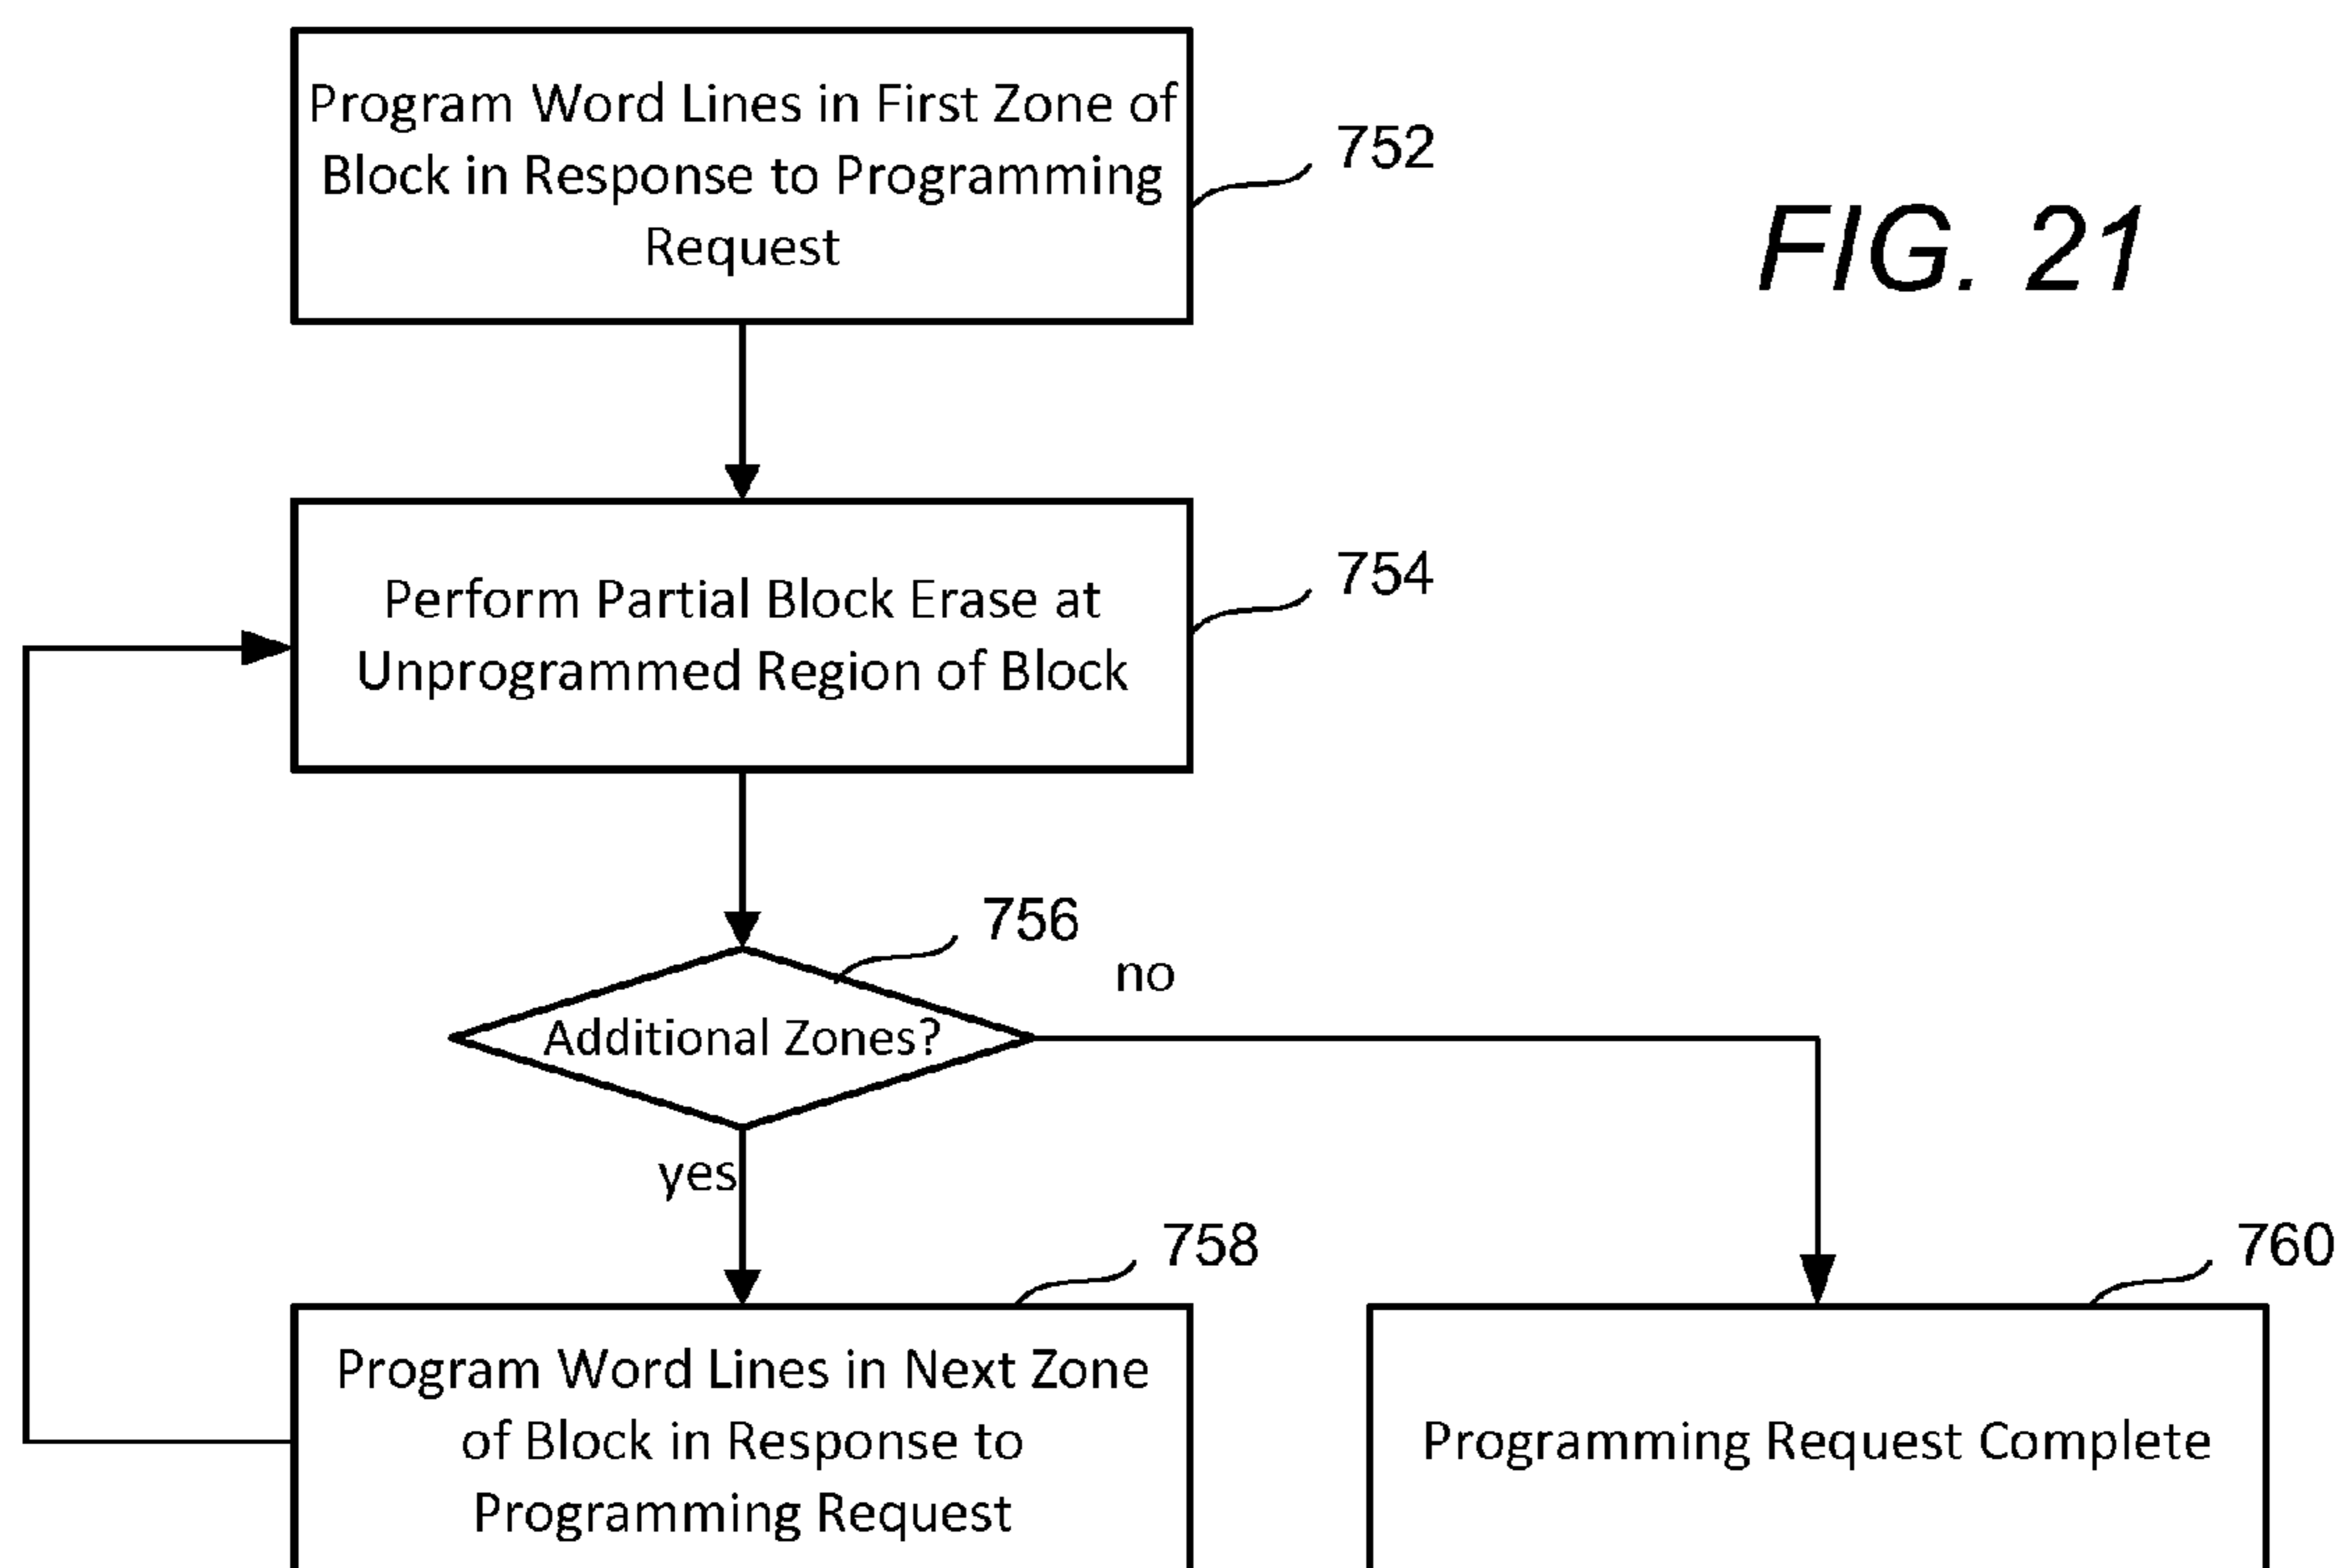 Program Word Lines in First Zone of
Block in Response to Programming
Request
752
FIG. 21
Perform Partial Block Erase at
Unprogrammed Region of Block
754
756
Additional Zones?
no
yes
758
Program Word Lines in Next Zone
of Block in Response to
Programming Request
760
Programming Request Complete